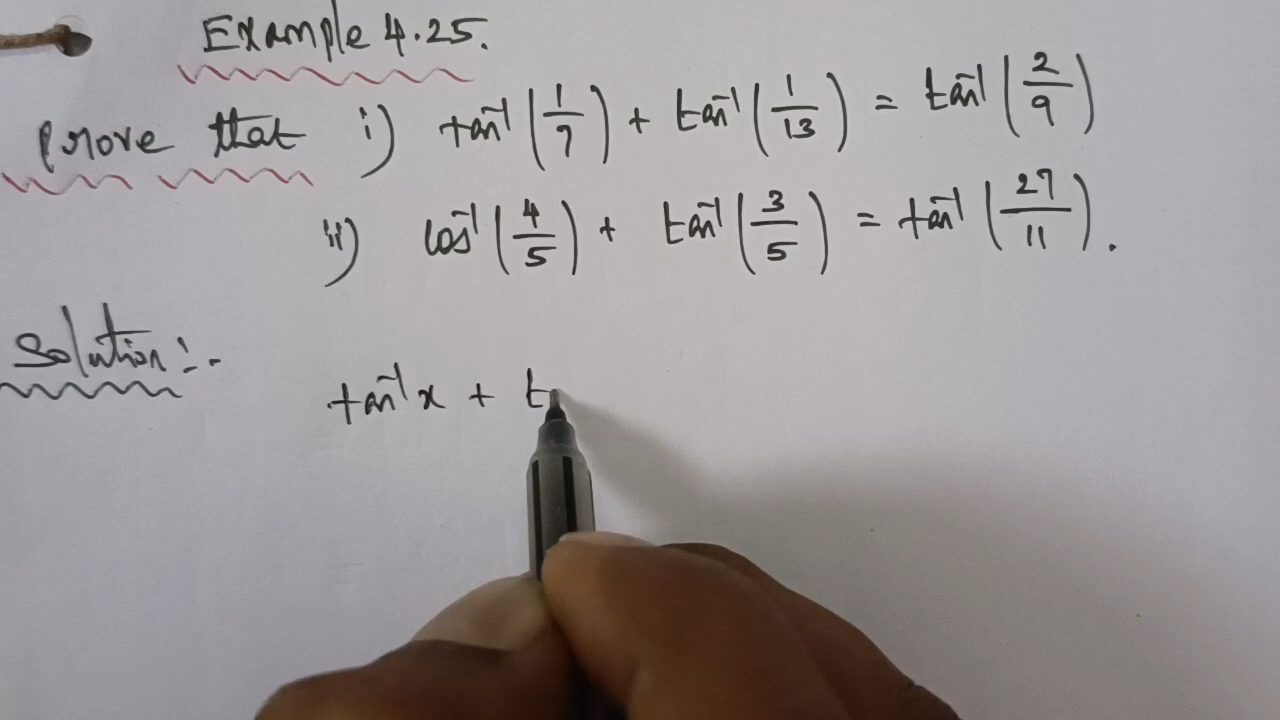 Example 4.25.
Prove that i) tan⁻¹(1/7) + tan⁻¹(1/13) = tan⁻¹(2/9)
ii) cos⁻¹(4/5) + tan⁻¹(3/5) = tan⁻¹(27/11).
Solution:-
tan⁻¹x + t